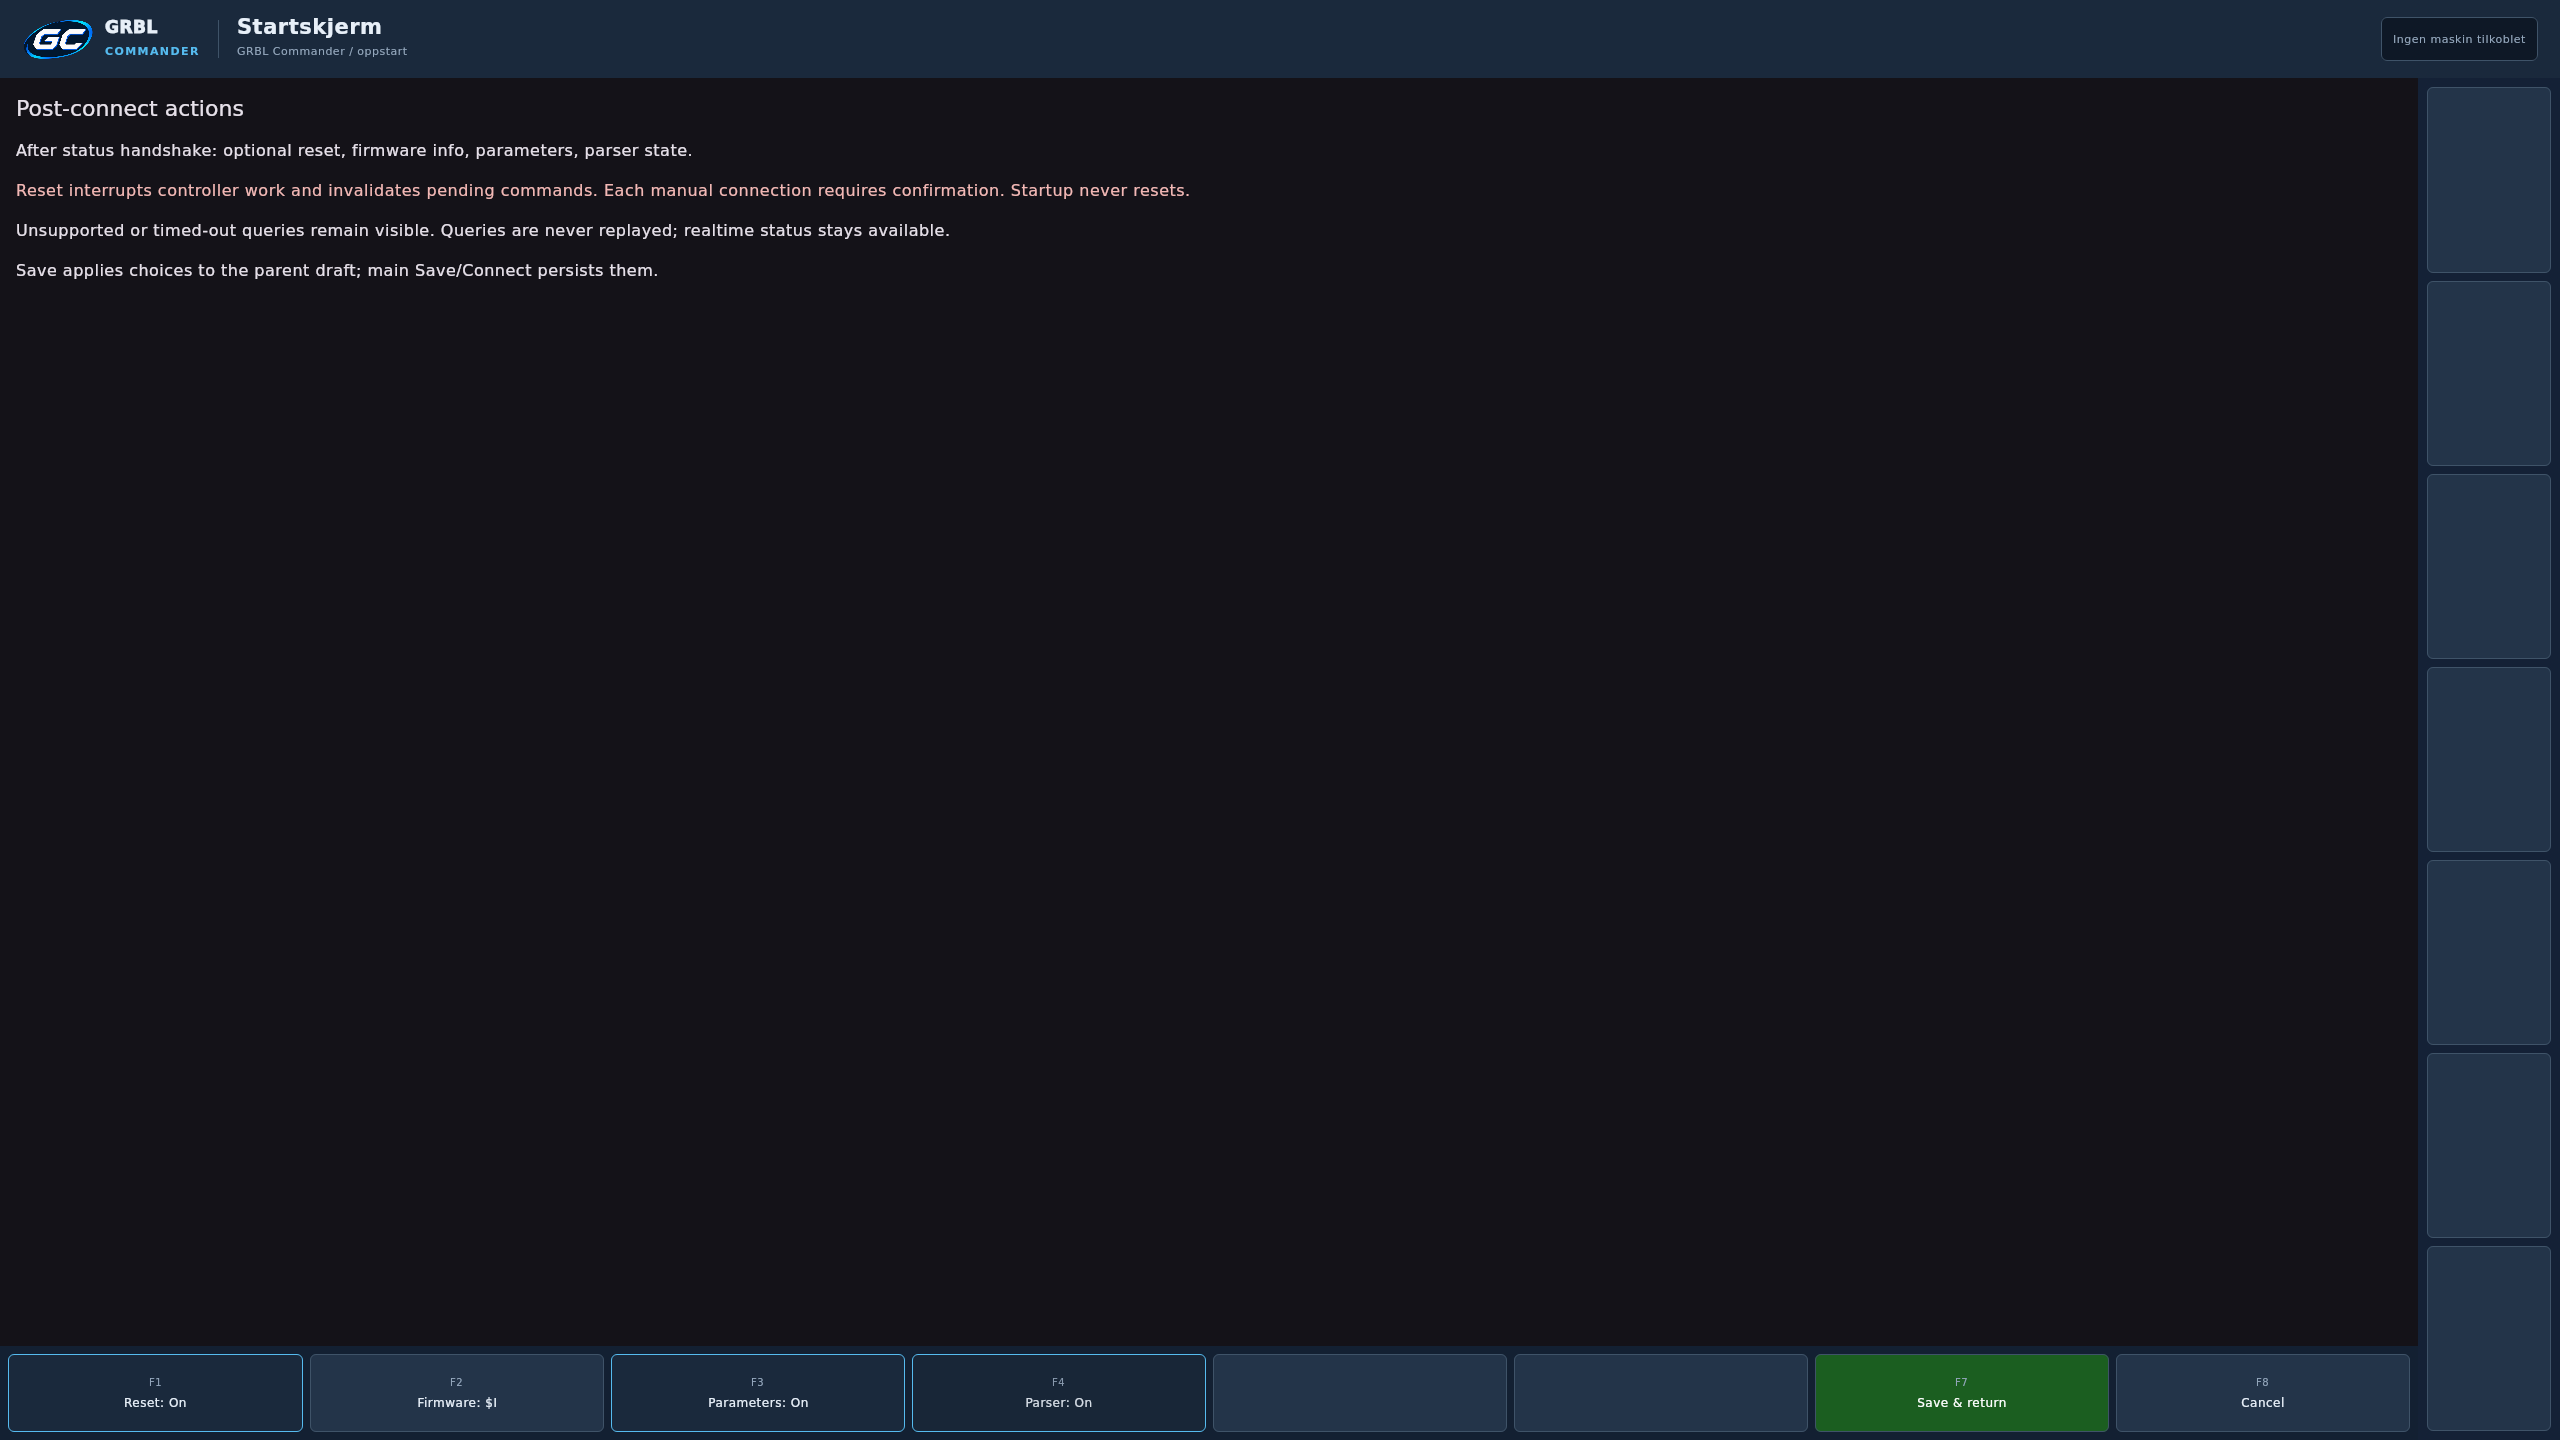 GC
GRBL
COMMANDER
Startskjerm
GRBL Commander / oppstart
Ingen maskin tilkoblet
Post-connect actions
After status handshake: optional reset, firmware info, parameters, parser state.
Reset interrupts controller work and invalidates pending commands. Each manual connection requires confirmation. Startup never resets.
Unsupported or timed-out queries remain visible. Queries are never replayed; realtime status stays available.
Save applies choices to the parent draft; main Save/Connect persists them.
F1
Reset: On
F2
Firmware: $I
F3
Parameters: On
F4
Parser: On
F7
Save & return
F8
Cancel